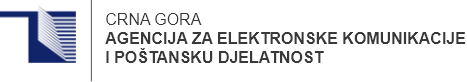 CRNA GORA
AGENCIJA ZA ELEKTRONSKE KOMUNIKACIJE
I POŠTANSKU DJELATNOST